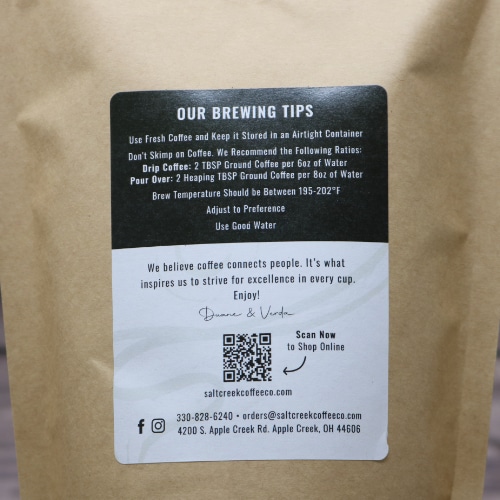 OUR BREWING TIPS
Use Fresh Coffee and Keep it Stored in an Airtight Container
Don't Skimp on Coffee. We Recommend the Following Ratios:
Drip Coffee: 2 TBSP Ground Coffee per 6oz of Water
Pour Over: 2 Heaping TBSP Ground Coffee per 8oz of Water
Brew Temperature Should be Between 195-202°F
Adjust to Preference
Use Good Water
We believe coffee connects people. It's what
inspires us to strive for excellence in every cup.
Enjoy!
Duane & Verda
Scan Now
to Shop Online
saltcreekcoffeeco.com
330-828-6240 • orders@saltcreekcoffeeco.com
4200 S. Apple Creek Rd. Apple Creek, OH 44606